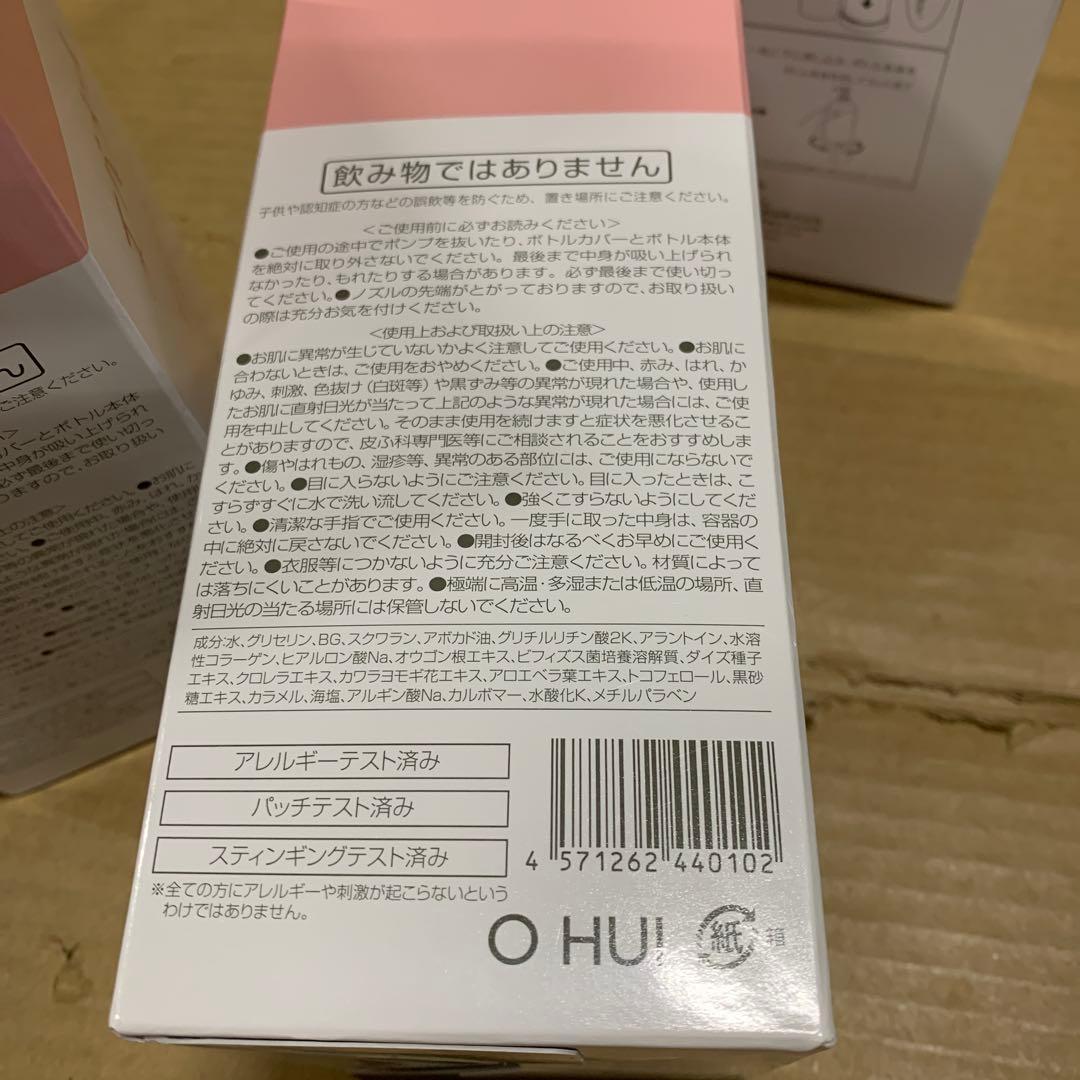 飲み物ではありません
子供や認知症の方などの誤飲等を防ぐため、置き場所にご注意ください。
<ご使用前に必ずお読みください>
●ご使用の途中でポンプを抜いたり、ボトルカバーとボトル本体
を絶対に取り外さないでください。最後まで中身が吸い上げられ
なかったり、もれたりする場合があります。必ず最後まで使い切っ
てください。●ノズルの先端がとがっておりますので、お取り扱い
の際は充分お気を付けください。
<使用上および取扱い上の注意>
●お肌に異常が生じていないかよく注意してご使用ください。●お肌に
合わないときは、ご使用をおやめください。●ご使用中、赤み、はれ、か
ゆみ、刺激、色抜け(白斑等)や黒ずみ等の異常が現れた場合や、使用し
たお肌に直射日光が当たって上記のような異常が現れた場合には、ご使
用を中止してください。そのまま使用を続けますと症状を悪化させるこ
とがありますので、皮ふ科専門医等にご相談されることをおすすめしま
す。●傷やはれもの、湿疹等、異常のある部位には、ご使用にならないで
ください。●目に入らないようにご注意ください。目に入ったときは、こ
すらずすぐに水で洗い流してください。●強くこすらないようにしてくだ
さい。●清潔な手指でご使用ください。一度手に取った中身は、容器の
中に絶対に戻さないでください。●開封後はなるべくお早めにご使用く
ださい。●衣服等につかないように充分ご注意ください。材質によって
は落ちにくいことがあります。●極端に高温・多湿または低温の場所、直
射日光の当たる場所には保管しないでください。
成分:水、グリセリン、BG、スクワラン、アボカド油、グリチルリチン酸2K、アラントイン、水溶
性コラーゲン、ヒアルロン酸Na、オウゴン根エキス、ビフィズス菌培養溶解質、ダイズ種子
エキス、クロレラエキス、カワラヨモギ花エキス、アロエベラ葉エキス、トコフェロール、黒砂
糖エキス、カラメル、海塩、アルギン酸Na、カルボマー、水酸化K、メチルパラベン
アレルギーテスト済み
パッチテスト済み
スティンギングテスト済み
※全ての方にアレルギーや刺激が起こらないという
わけではありません。
4 571262 440102
O HUI
紙
箱
ん
ご注意ください。
バーとボトル本体
中身が吸い上げられ
必ず最後まで使い切っ
ので、お取り扱い